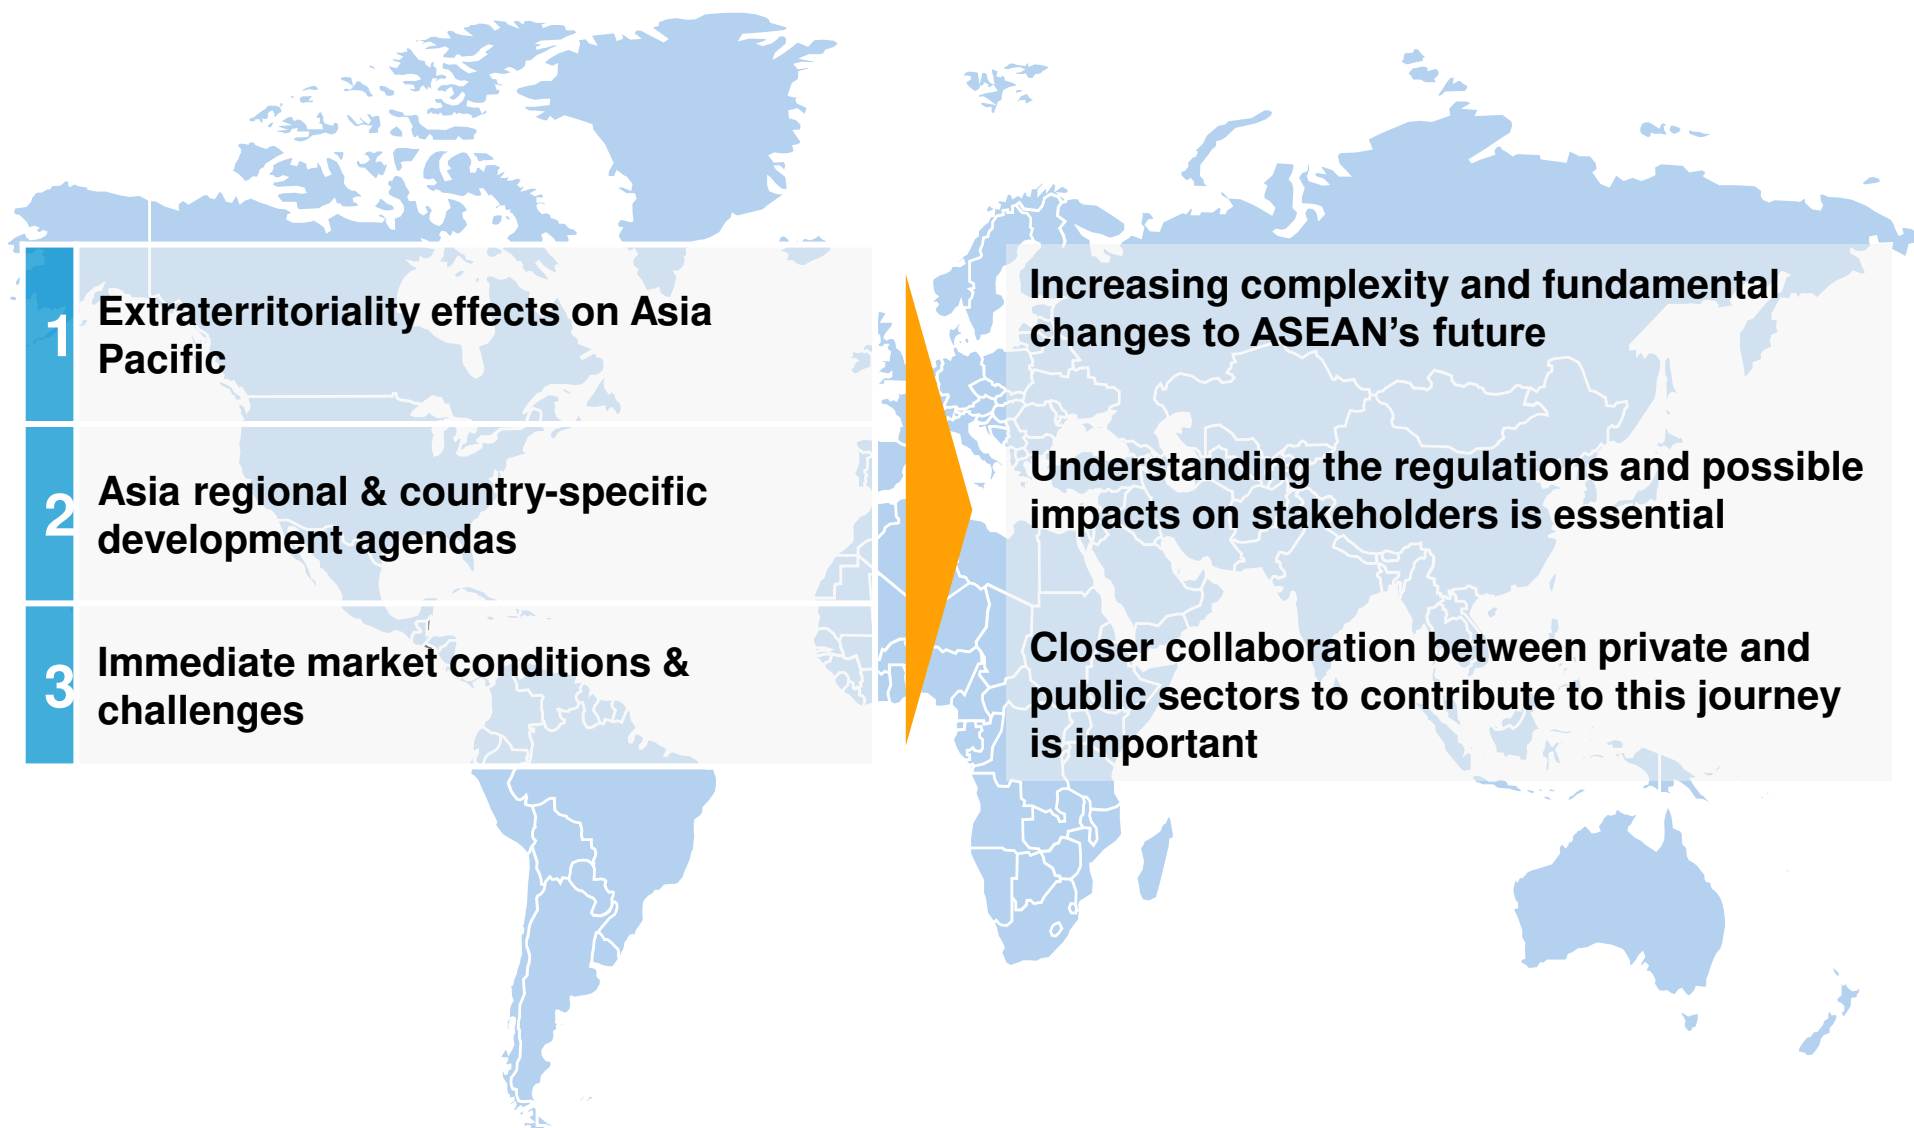 1
Extraterritoriality effects on Asia
Pacific
2
Asia regional & country-specific
development agendas
3
Immediate market conditions &
challenges
Increasing complexity and fundamental
changes to ASEAN’s future
Understanding the regulations and possible
impacts on stakeholders is essential
Closer collaboration between private and
public sectors to contribute to this journey
is important